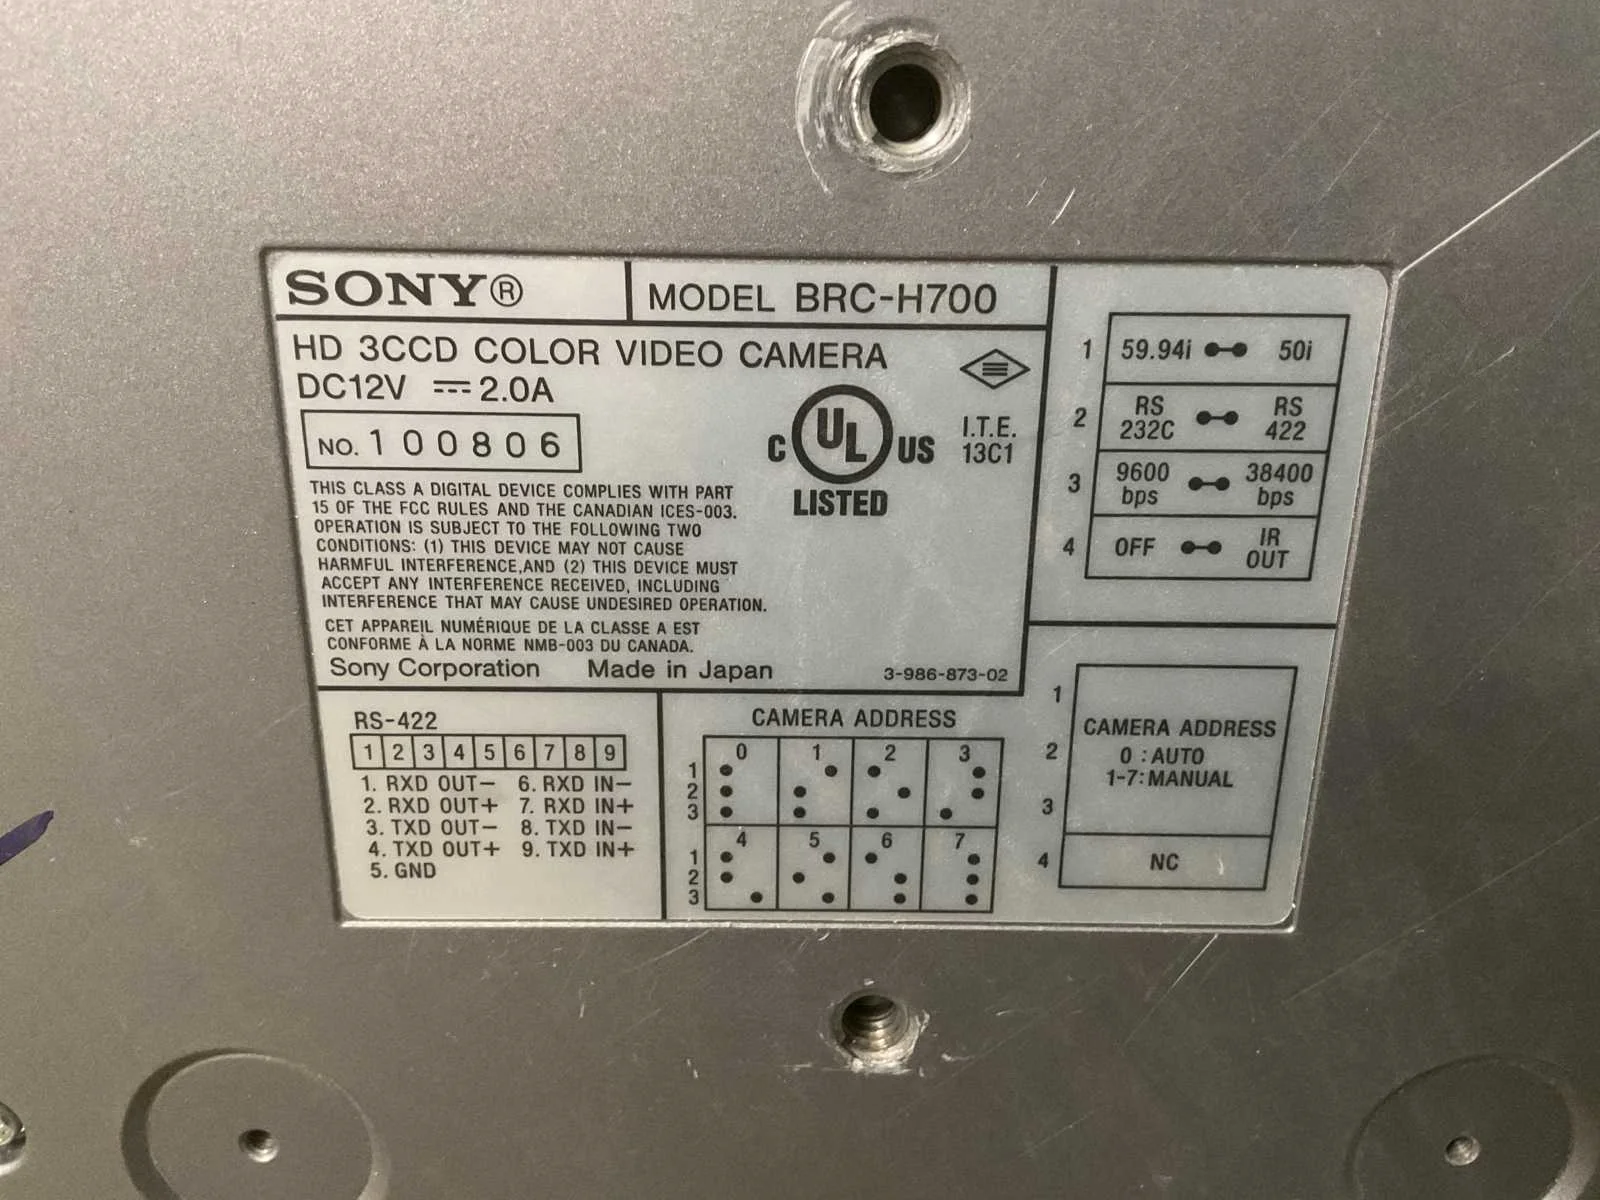 SONY®
MODEL BRC-H700
HD 3CCD COLOR VIDEO CAMERA
DC12V ⎓ 2.0A
NO. 100806
C UL US
LISTED
I.T.E.
13C1
THIS CLASS A DIGITAL DEVICE COMPLIES WITH PART
15 OF THE FCC RULES AND THE CANADIAN ICES-003.
OPERATION IS SUBJECT TO THE FOLLOWING TWO
CONDITIONS: (1) THIS DEVICE MAY NOT CAUSE
HARMFUL INTERFERENCE,AND (2) THIS DEVICE MUST
ACCEPT ANY INTERFERENCE RECEIVED, INCLUDING
INTERFERENCE THAT MAY CAUSE UNDESIRED OPERATION.
CET APPAREIL NUMÉRIQUE DE LA CLASSE A EST
CONFORME À LA NORME NMB-003 DU CANADA.
Sony Corporation Made in Japan 3-986-873-02
1 59.94i 50i
2 RS 232C RS 422
3 9600 bps 38400 bps
4 OFF IR OUT
RS-422
1 2 3 4 5 6 7 8 9
1. RXD OUT− 6. RXD IN−
2. RXD OUT+ 7. RXD IN+
3. TXD OUT− 8. TXD IN−
4. TXD OUT+ 9. TXD IN+
5. GND
CAMERA ADDRESS
0 1 2 3
1
2
3
4 5 6 7
1
2
3
1
2
3
CAMERA ADDRESS
0 : AUTO
1-7: MANUAL
4 NC